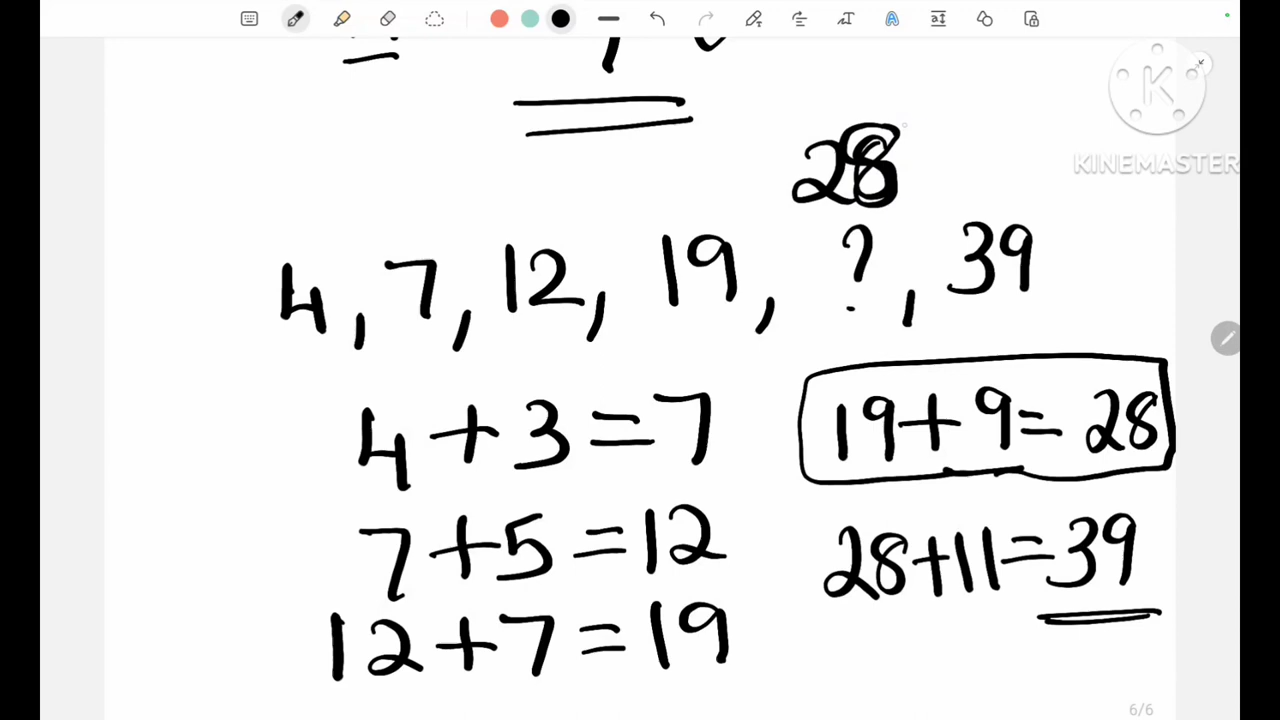 K
KINEMASTER
28
4, 7, 12, 19, ?, 39
4 + 3 = 7
19 + 9 = 28
7 + 5 = 12
28 + 11 = 39
12 + 7 = 19
6/6